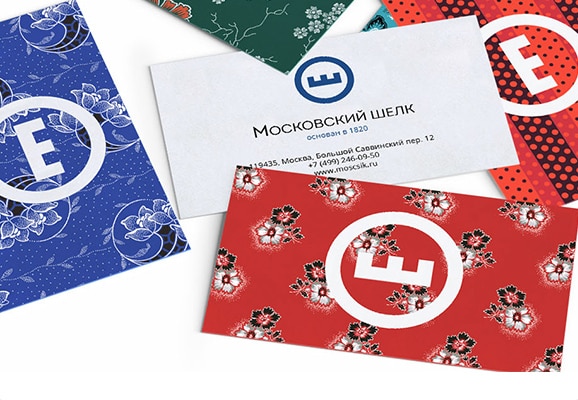 Ш
Московский шелк
основан в 1820
119435, Москва, Большой Саввинский пер. 12
+7 (499) 246-09-50
www.moscsik.ru
E
E
E